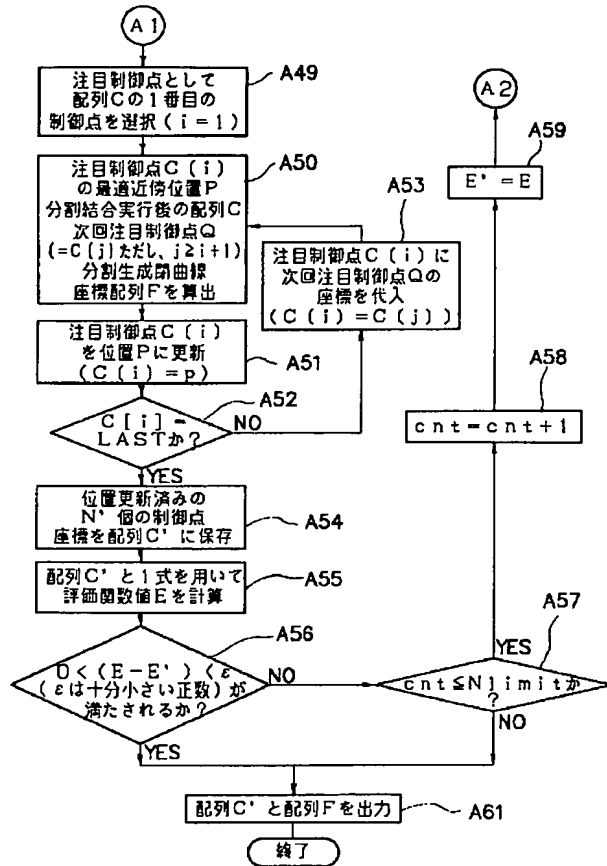 A1
注目制御点として
配列Cの1番目の
制御点を選択(i=1)
A49
注目制御点C(i)
の最適近傍位置P
分割結合実行後の配列C
次回注目制御点Q
(=C(j)ただし、j≧i+1)
分割生成閉曲線
座標配列Fを算出
A50
注目制御点C(i)に
次回注目制御点Qの
座標を代入
(C(i)=C(j))
A53
注目制御点C(i)
を位置Pに更新
(C(i)=p)
A51
C[i]=
LASTか?
A52
NO
YES
位置更新済みの
N'個の制御点
座標を配列C'に保存
A54
配列C'と1式を用いて
評価関数値Eを計算
A55
0<(E-E')<ε
(εは十分小さい正数)が
満たされるか?
A56
NO
YES
cnt≦Nlimitか
?
A57
YES
NO
cnt=cnt+1
A58
E'=E
A59
A2
配列C'と配列Fを出力
A61
終了